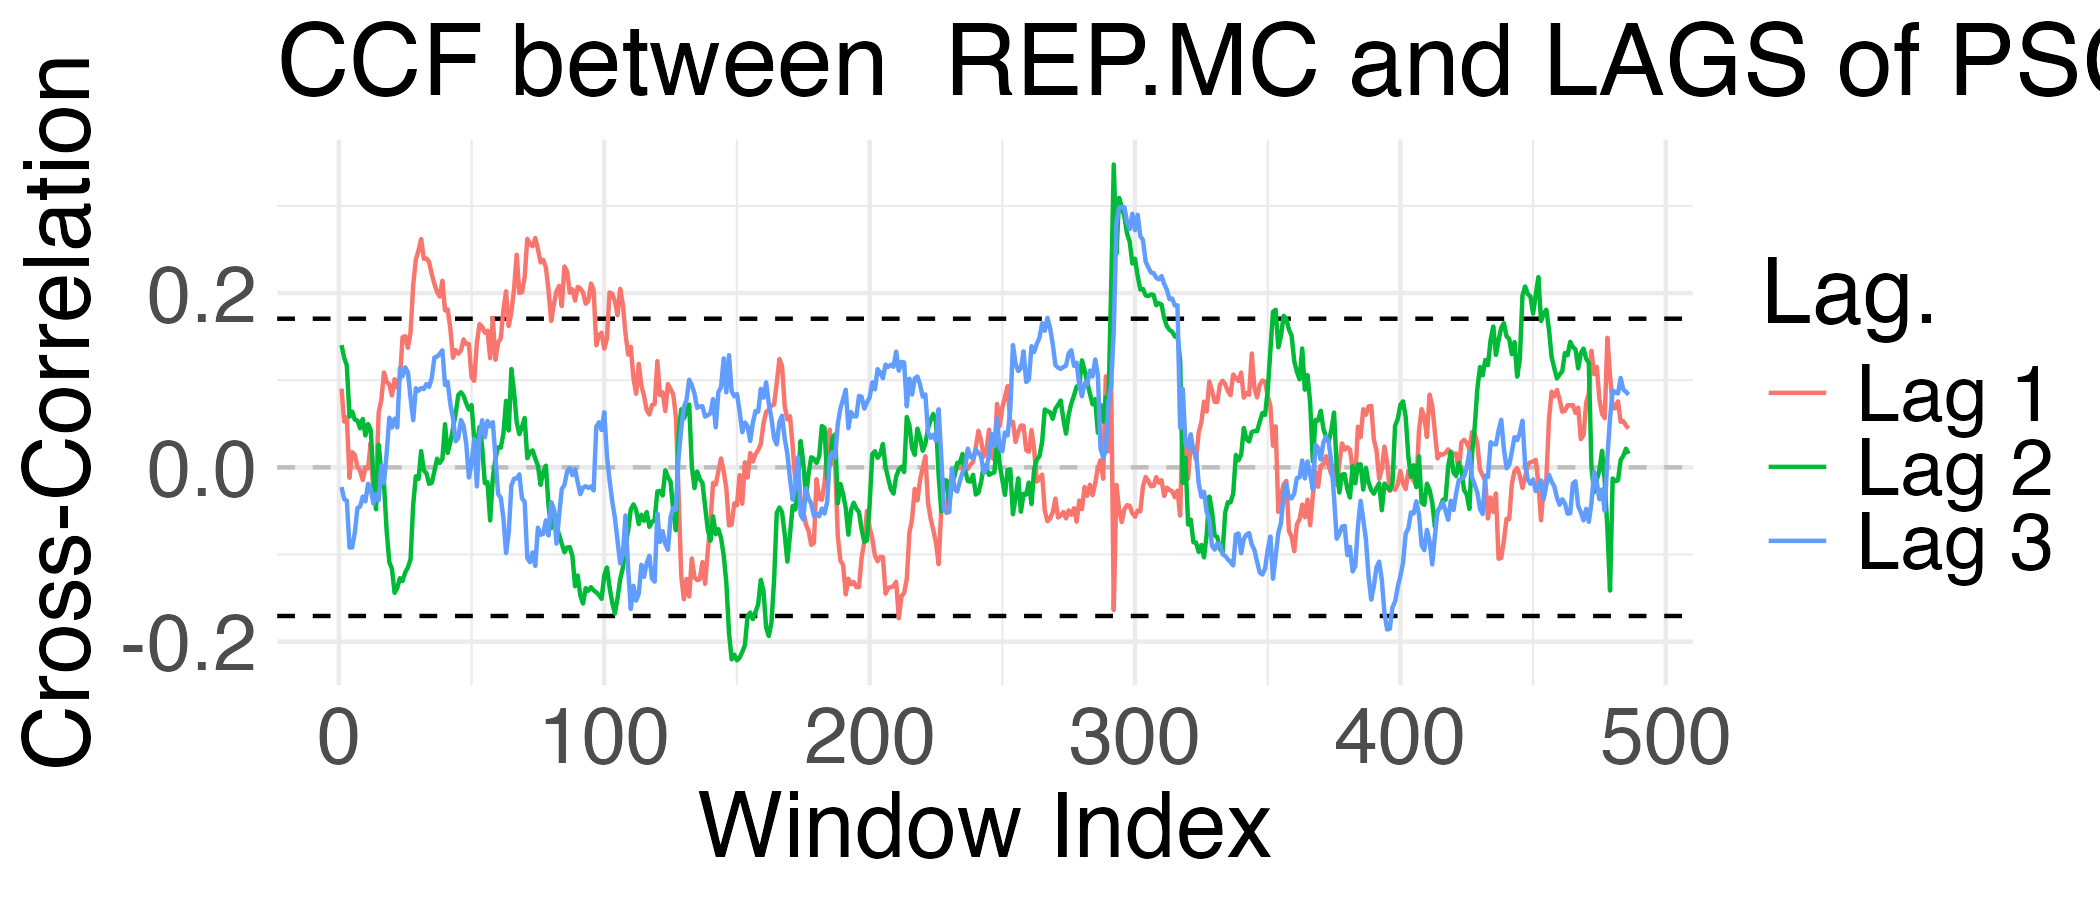 CCF between  REP.MC and LAGS of PSC
Cross-Correlation
0.2
0.0
-0.2
0 100 200 300 400 500
Window Index
Lag.
Lag 1
Lag 2
Lag 3